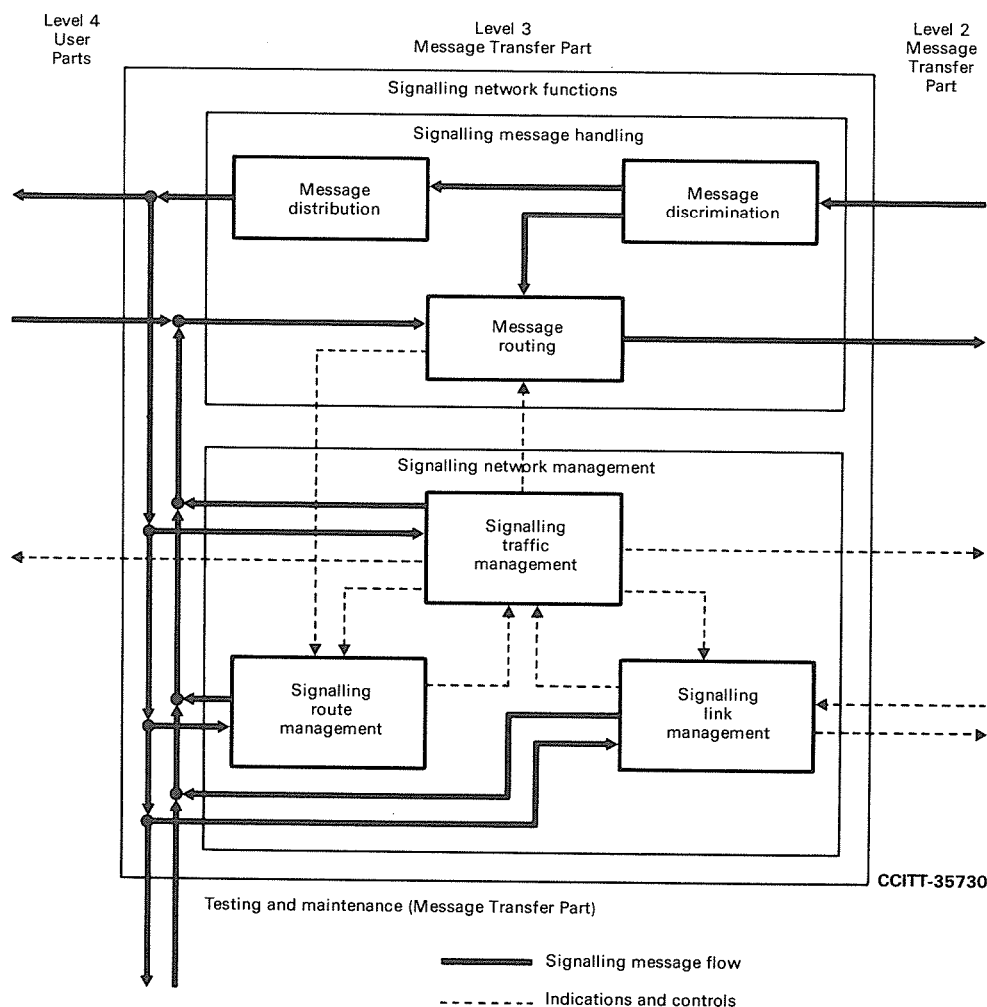 Level 4
User
Parts
Level 3
Message Transfer Part
Level 2
Message
Transfer
Part
Signalling network functions
Signalling message handling
Message
distribution
Message
discrimination
Message
routing
Signalling network management
Signalling
traffic
management
Signalling
route
management
Signalling
link
management
CCITT-35730
Testing and maintenance (Message Transfer Part)
Signalling message flow
Indications and controls